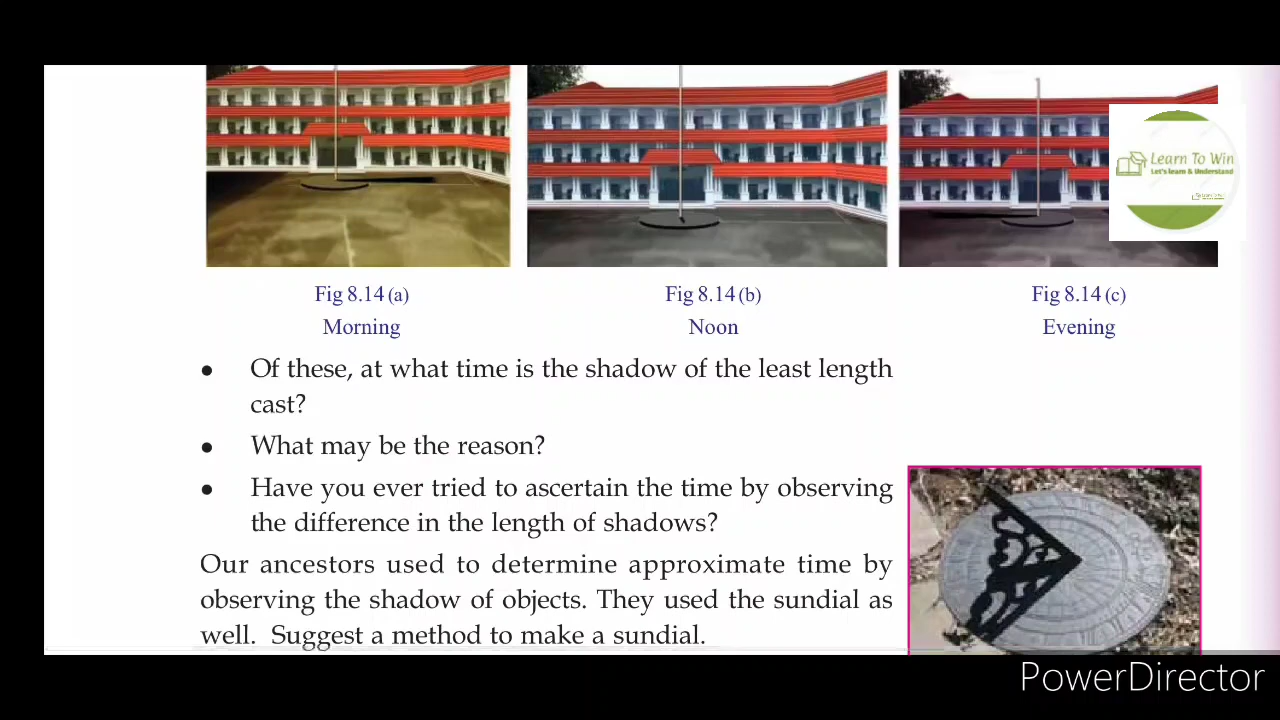 Learn To Win
Let's learn & Understand
Fig 8.14 (a)
Fig 8.14 (b)
Fig 8.14 (c)
Morning
Noon
Evening
• Of these, at what time is the shadow of the least length
cast?
• What may be the reason?
• Have you ever tried to ascertain the time by observing
the difference in the length of shadows?
Our ancestors used to determine approximate time by
observing the shadow of objects. They used the sundial as
well. Suggest a method to make a sundial.
PowerDirector